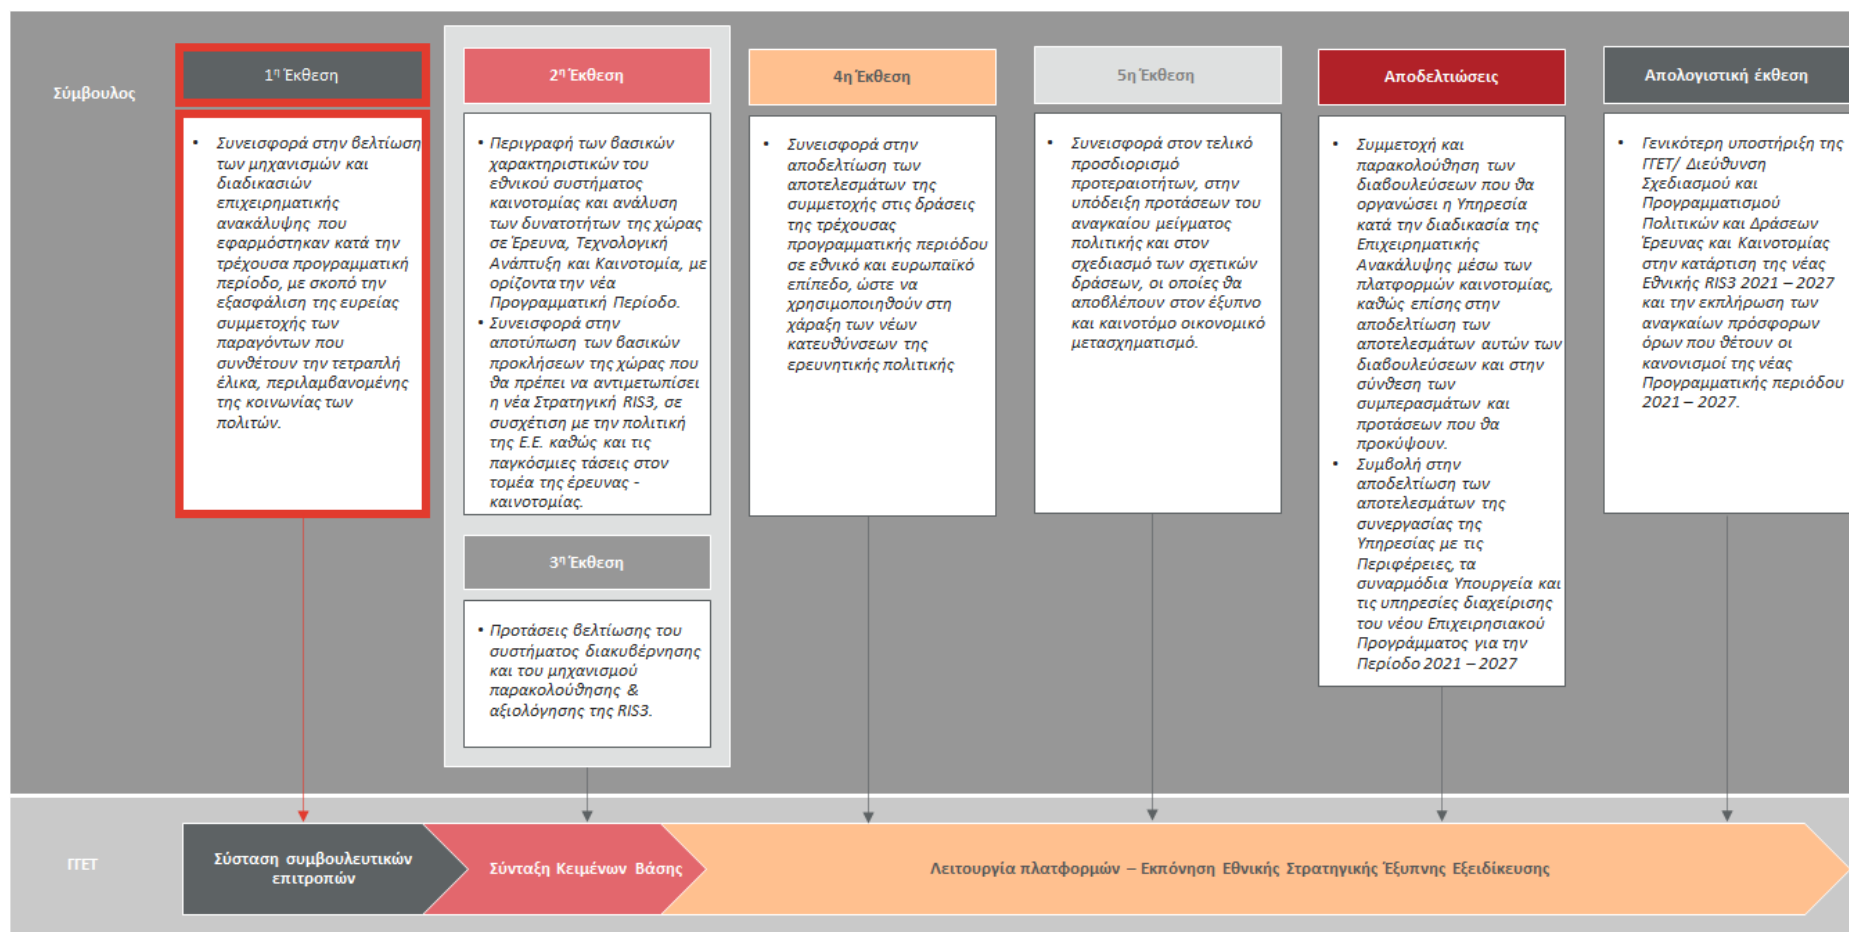 Σύμβουλος
1η Έκθεση
• Συνεισφορά στην βελτίωση
των μηχανισμών και
διαδικασιών
επιχειρηματικής
ανακάλυψης που
εφαρμόστηκαν κατά την
τρέχουσα προγραμματική
περίοδο, με σκοπό την
εξασφάλιση της ευρείας
συμμετοχής των
παραγόντων που
συνθέτουν την τετραπλή
έλικα, περιλαμβανομένης
της κοινωνίας των
πολιτών.
2η Έκθεση
• Περιγραφή των βασικών
χαρακτηριστικών του
εθνικού συστήματος
καινοτομίας και ανάλυση
των δυνατοτήτων της χώρας
σε Έρευνα, Τεχνολογική
Ανάπτυξη και Καινοτομία, με
ορίζοντα την νέα
Προγραμματική Περίοδο.
• Συνεισφορά στην
αποτύπωση των βασικών
προκλήσεων της χώρας που
θα πρέπει να αντιμετωπίσει
η νέα Στρατηγική RIS3, σε
συσχέτιση με την πολιτική
της Ε.Ε. καθώς και τις
παγκόσμιες τάσεις στον
τομέα της έρευνας -
καινοτομίας.
3η Έκθεση
• Προτάσεις βελτίωσης του
συστήματος διακυβέρνησης
και του μηχανισμού
παρακολούθησης &
αξιολόγησης της RIS3.
4η Έκθεση
• Συνεισφορά στην
αποδελτίωση των
αποτελεσμάτων της
συμμετοχής στις δράσεις
της τρέχουσας
προγραμματικής περιόδου
σε εθνικό και ευρωπαϊκό
επίπεδο, ώστε να
χρησιμοποιηθούν στη
χάραξη των νέων
κατευθύνσεων της
ερευνητικής πολιτικής
5η Έκθεση
• Συνεισφορά στον τελικό
προσδιορισμό
προτεραιοτήτων, στην
υπόδειξη προτάσεων του
αναγκαίου μείγματος
πολιτικής και στον
σχεδιασμό των σχετικών
δράσεων, οι οποίες θα
αποβλέπουν στον έξυπνο
και καινοτόμο οικονομικό
μετασχηματισμό.
Αποδελτιώσεις
• Συμμετοχή και
παρακολούθηση των
διαβουλεύσεων που θα
οργανώσει η Υπηρεσία
κατά την διαδικασία της
Επιχειρηματικής
Ανακάλυψης μέσω των
πλατφορμών καινοτομίας,
καθώς επίσης στην
αποδελτίωση των
αποτελεσμάτων αυτών των
διαβουλεύσεων και στην
σύνθεση των
συμπερασμάτων και
προτάσεων που θα
προκύψουν.
• Συμβολή στην
αποδελτίωση των
αποτελεσμάτων της
συνεργασίας της
Υπηρεσίας με τις
Περιφέρειες, τα
συναρμόδια Υπουργεία και
τις υπηρεσίες διαχείρισης
του νέου Επιχειρησιακού
Προγράμματος για την
Περίοδο 2021 – 2027
Απολογιστική έκθεση
• Γενικότερη υποστήριξη της
ΓΓΕΤ/ Διεύθυνση
Σχεδιασμού και
Προγραμματισμού
Πολιτικών και Δράσεων
Έρευνας και Καινοτομίας
στην κατάρτιση της νέας
Εθνικής RIS3 2021 – 2027
και την εκπλήρωση των
αναγκαίων πρόσφορων
όρων που θέτουν οι
κανονισμοί της νέας
Προγραμματικής περιόδου
2021 – 2027.
ΓΓΕΤ
Σύσταση συμβουλευτικών
επιτροπών
Σύνταξη Κειμένων Βάσης
Λειτουργία πλατφορμών – Εκπόνηση Εθνικής Στρατηγικής Έξυπνης Εξειδίκευσης